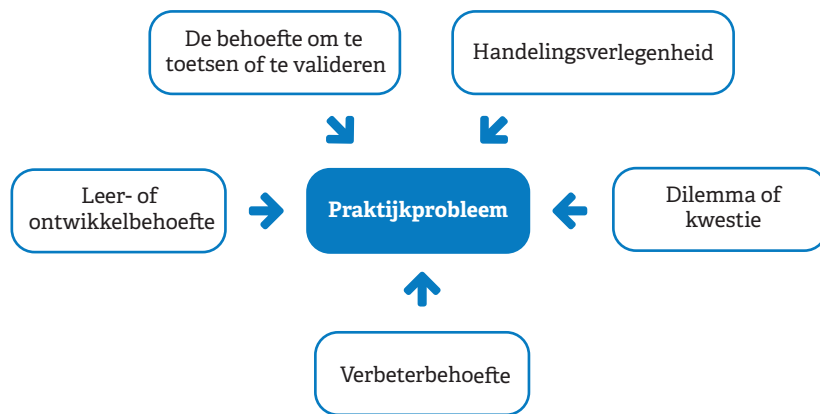 De behoefte om te
toetsen of te valideren
Handelingsverlegenheid
Leer- of
ontwikkelbehoefte
Praktijkprobleem
Dilemma of
kwestie
Verbeterbehoefte